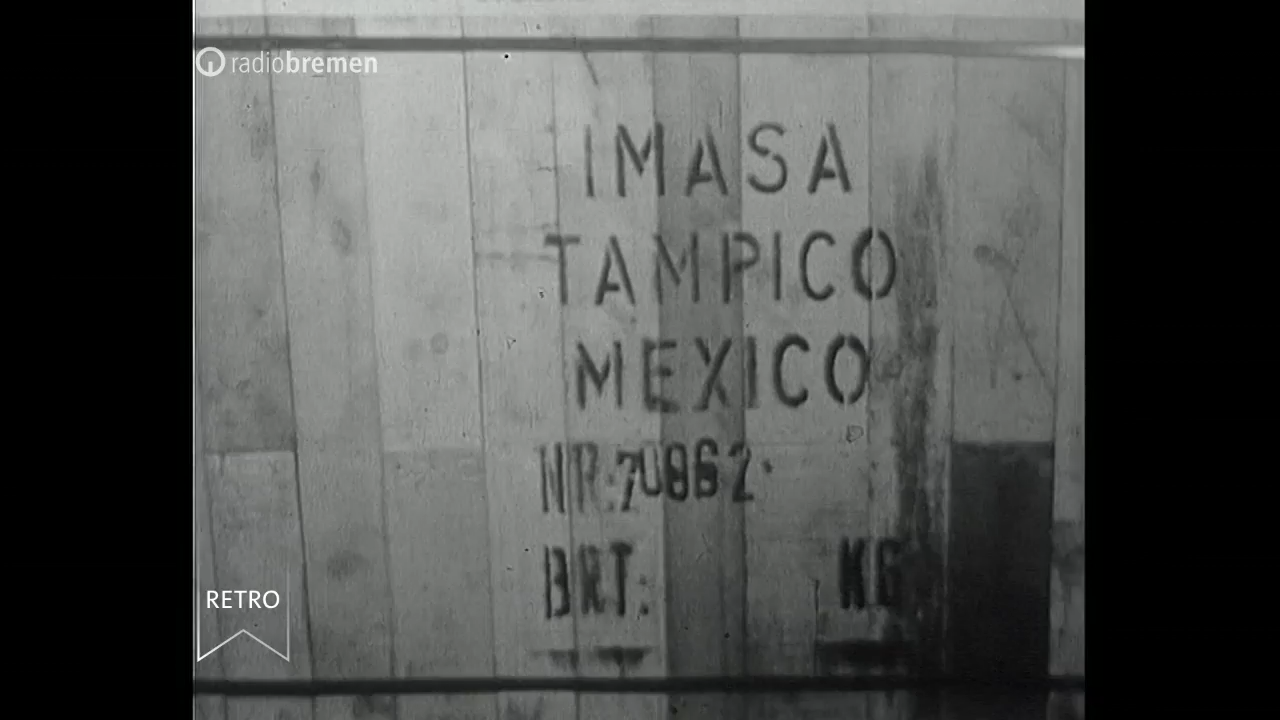 radiobremen
IMASA
TAMPICO
MEXICO
NR:70862.
BRT. KG
RETRO